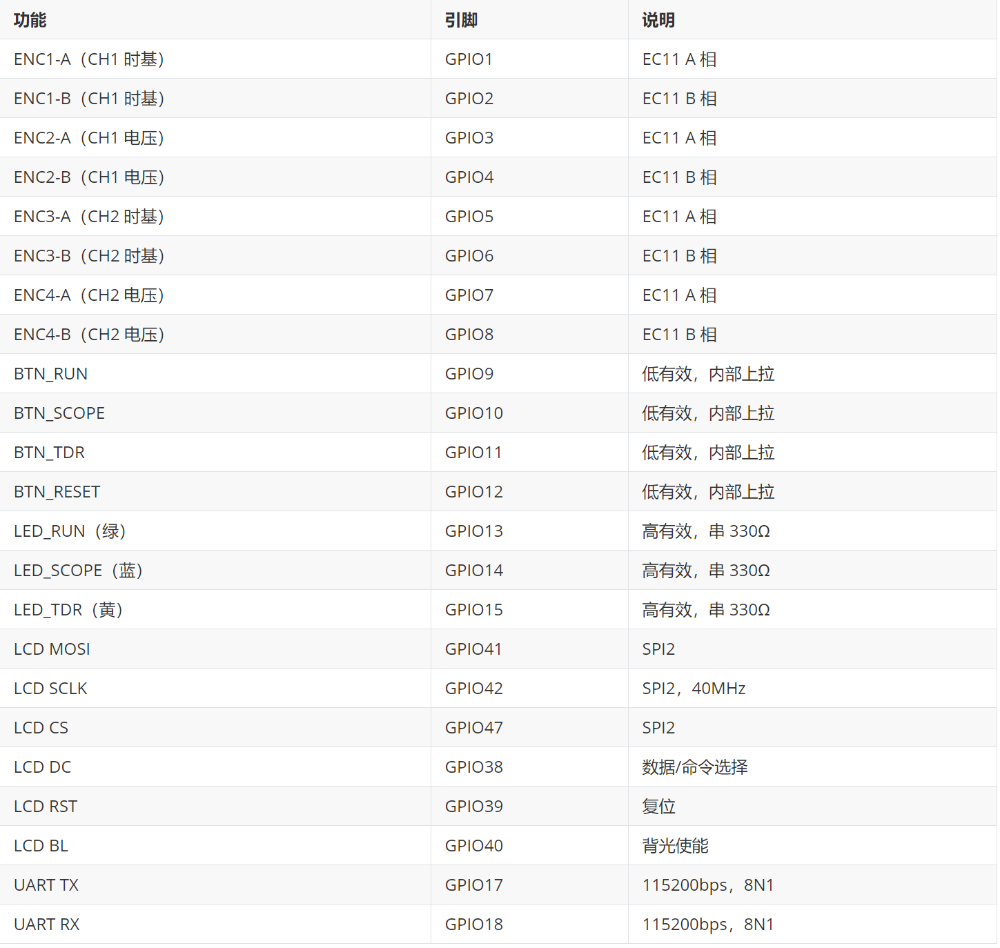 功能 引脚 说明
ENC1-A（CH1 时基） GPIO1 EC11 A 相
ENC1-B（CH1 时基） GPIO2 EC11 B 相
ENC2-A（CH1 电压） GPIO3 EC11 A 相
ENC2-B（CH1 电压） GPIO4 EC11 B 相
ENC3-A（CH2 时基） GPIO5 EC11 A 相
ENC3-B（CH2 时基） GPIO6 EC11 B 相
ENC4-A（CH2 电压） GPIO7 EC11 A 相
ENC4-B（CH2 电压） GPIO8 EC11 B 相
BTN_RUN GPIO9 低有效，内部上拉
BTN_SCOPE GPIO10 低有效，内部上拉
BTN_TDR GPIO11 低有效，内部上拉
BTN_RESET GPIO12 低有效，内部上拉
LED_RUN（绿） GPIO13 高有效，串 330Ω
LED_SCOPE（蓝） GPIO14 高有效，串 330Ω
LED_TDR（黄） GPIO15 高有效，串 330Ω
LCD MOSI GPIO41 SPI2
LCD SCLK GPIO42 SPI2，40MHz
LCD CS GPIO47 SPI2
LCD DC GPIO38 数据/命令选择
LCD RST GPIO39 复位
LCD BL GPIO40 背光使能
UART TX GPIO17 115200bps，8N1
UART RX GPIO18 115200bps，8N1